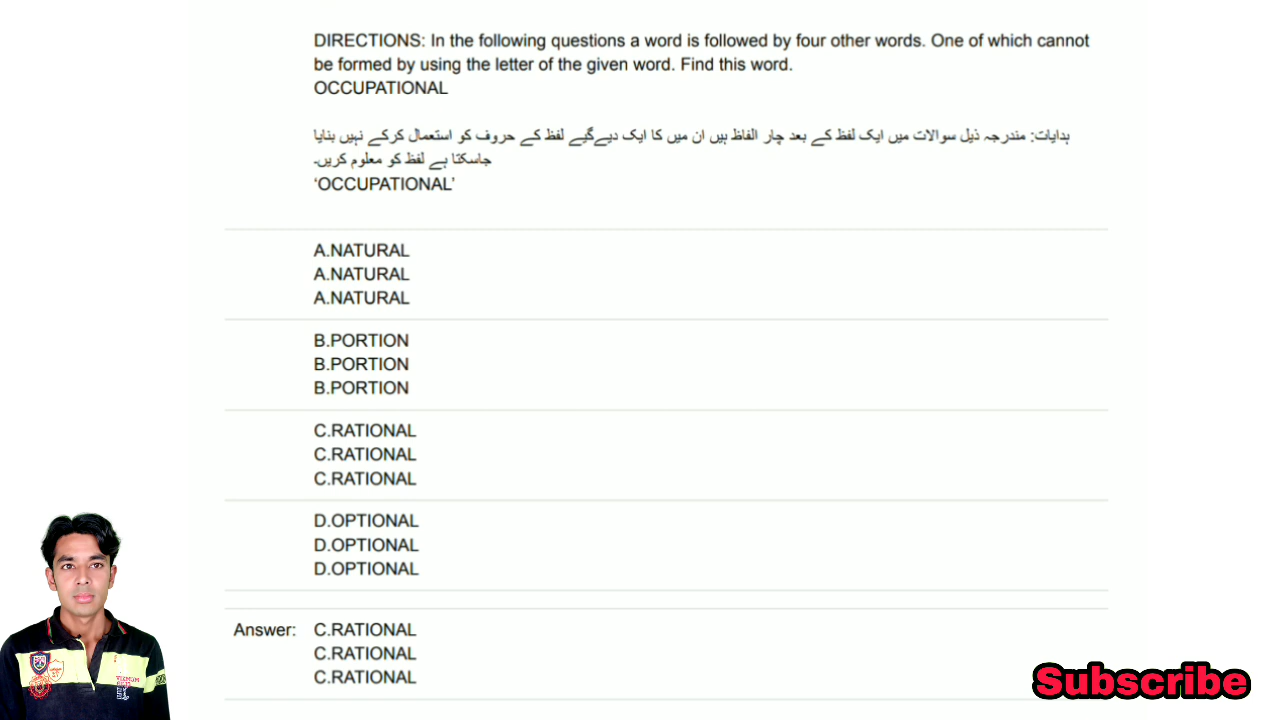 DIRECTIONS: In the following questions a word is followed by four other words. One of which cannot
be formed by using the letter of the given word. Find this word.
OCCUPATIONAL
ہدایات: مندرجہ ذیل سوالات میں ایک لفظ کے بعد چار الفاظ ہیں ان میں کا ایک دیےگیے لفظ کے حروف کو استعمال کرکے نہیں بنایا
جاسکتا ہے لفظ کو معلوم کریں۔
‘OCCUPATIONAL’
A.NATURAL
A.NATURAL
A.NATURAL
B.PORTION
B.PORTION
B.PORTION
C.RATIONAL
C.RATIONAL
C.RATIONAL
D.OPTIONAL
D.OPTIONAL
D.OPTIONAL
Answer: C.RATIONAL
C.RATIONAL
C.RATIONAL
Subscribe